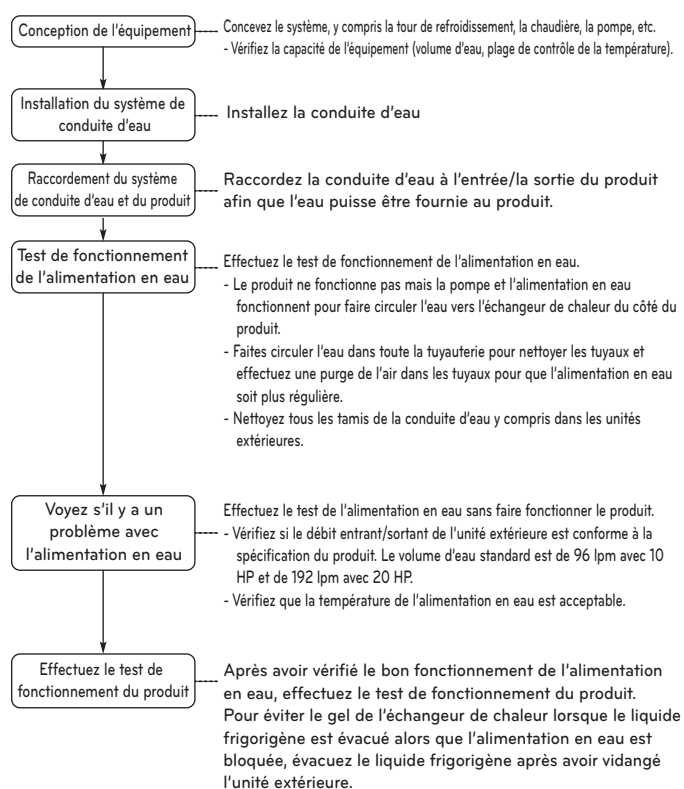 Conception de l'équipement
Concevez le système, y compris la tour de refroidissement, la chaudière, la pompe, etc.
- Vérifiez la capacité de l'équipement (volume d'eau, plage de contrôle de la température).
Installation du système de
conduite d'eau
Installez la conduite d'eau
Raccordement du système
de conduite d'eau et du produit
Raccordez la conduite d'eau à l'entrée/la sortie du produit
afin que l'eau puisse être fournie au produit.
Test de fonctionnement
de l'alimentation en eau
Effectuez le test de fonctionnement de l'alimentation en eau.
- Le produit ne fonctionne pas mais la pompe et l'alimentation en eau
fonctionnent pour faire circuler l'eau vers l'échangeur de chaleur du côté du
produit.
- Faites circuler l'eau dans toute la tuyauterie pour nettoyer les tuyaux et
effectuez une purge de l'air dans les tuyaux pour que l'alimentation en eau
soit plus régulière.
- Nettoyez tous les tamis de la conduite d'eau y compris dans les unités
extérieures.
Voyez s'il y a un
problème avec
l'alimentation en eau
Effectuez le test de l'alimentation en eau sans faire fonctionner le produit.
- Vérifiez si le débit entrant/sortant de l'unité extérieure est conforme à la
spécification du produit. Le volume d'eau standard est de 96 lpm avec 10
HP et de 192 lpm avec 20 HP.
- Vérifiez que la température de l'alimentation en eau est acceptable.
Effectuez le test de
fonctionnement du produit
Après avoir vérifié le bon fonctionnement de l'alimentation
en eau, effectuez le test de fonctionnement du produit.
Pour éviter le gel de l'échangeur de chaleur lorsque le liquide
frigorigène est évacué alors que l'alimentation en eau est
bloquée, évacuez le liquide frigorigène après avoir vidangé
l'unité extérieure.